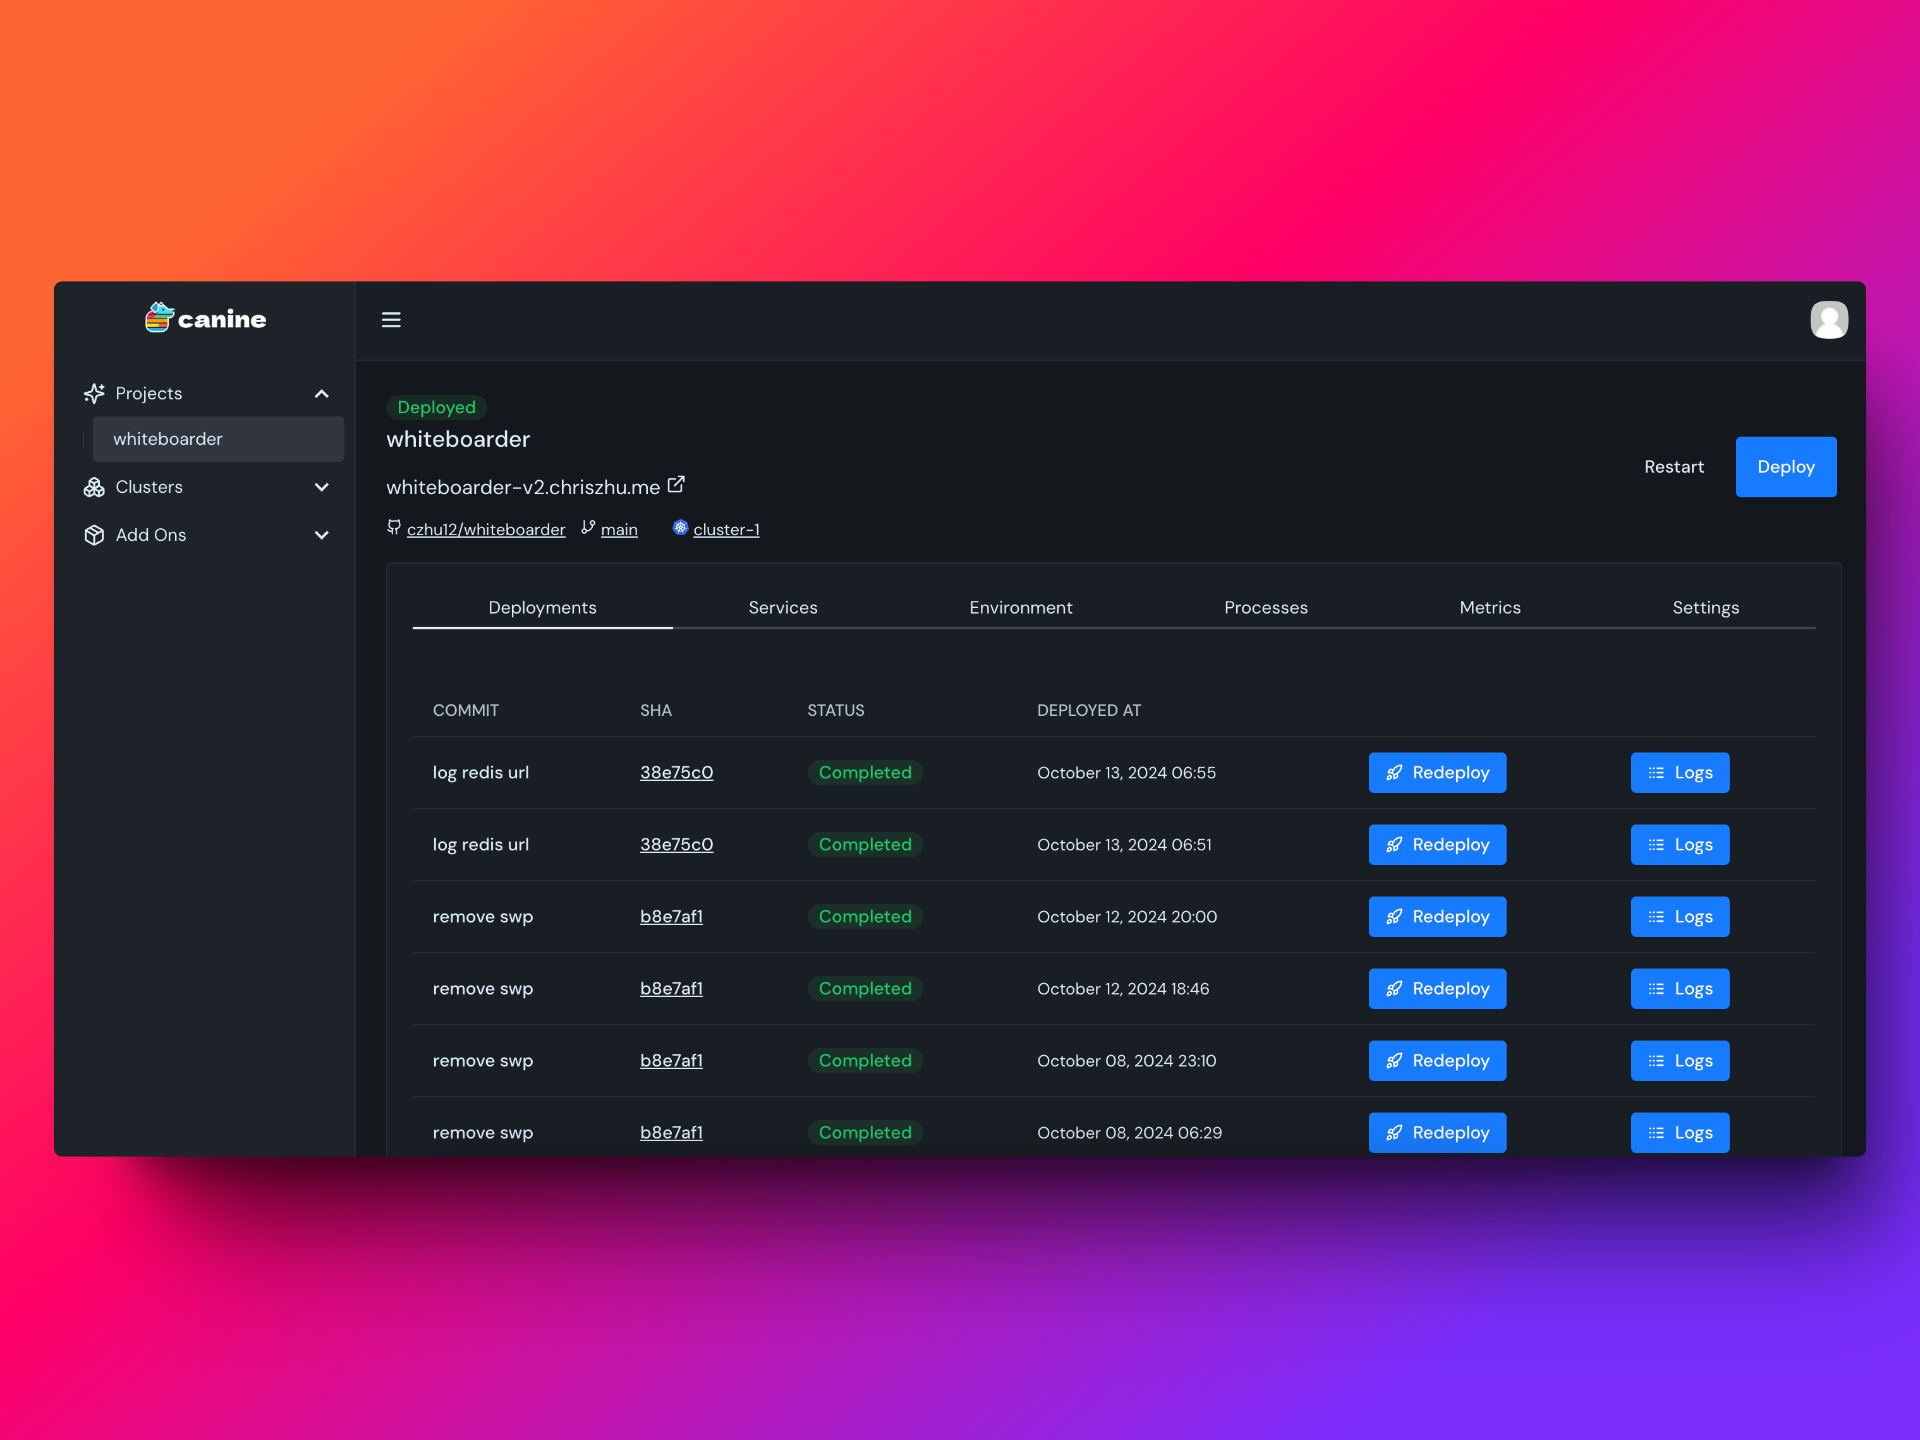 canine
Projects
whiteboarder
Clusters
Add Ons
Deployed
whiteboarder
whiteboarder-v2.chriszhu.me
czhu12/whiteboarder main cluster-1
Restart Deploy
Deployments Services Environment Processes Metrics Settings
COMMIT SHA STATUS DEPLOYED AT
log redis url 38e75c0 Completed October 13, 2024 06:55 Redeploy Logs
log redis url 38e75c0 Completed October 13, 2024 06:51 Redeploy Logs
remove swp b8e7af1 Completed October 12, 2024 20:00 Redeploy Logs
remove swp b8e7af1 Completed October 12, 2024 18:46 Redeploy Logs
remove swp b8e7af1 Completed October 08, 2024 23:10 Redeploy Logs
remove swp b8e7af1 Completed October 08, 2024 06:29 Redeploy Logs